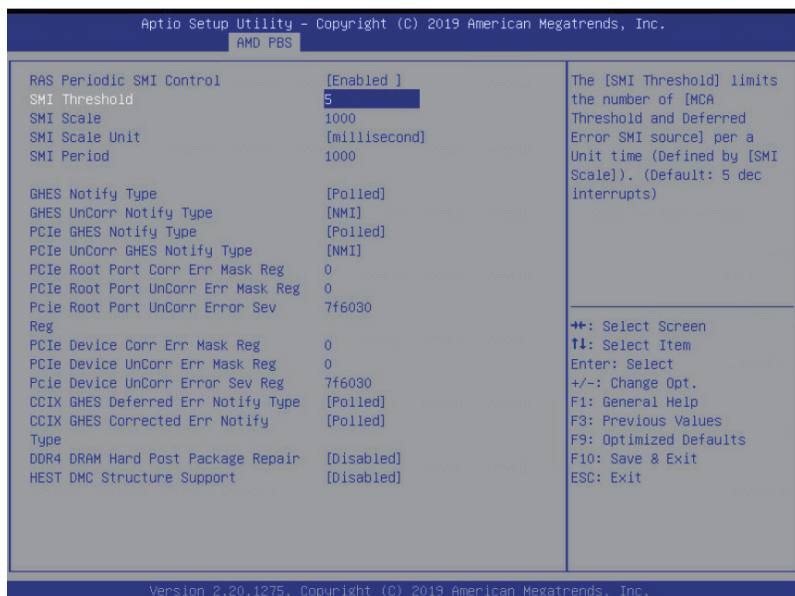 Aptio Setup Utility – Copyright (C) 2019 American Megatrends, Inc.
AMD PBS
RAS Periodic SMI Control [Enabled ]
SMI Threshold 5
SMI Scale 1000
SMI Scale Unit [millisecond]
SMI Period 1000
GHES Notify Type [Polled]
GHES UnCorr Notify Type [NMI]
PCIe GHES Notify Type [Polled]
PCIe UnCorr GHES Notify Type [NMI]
PCIe Root Port Corr Err Mask Reg 0
PCIe Root Port UnCorr Err Mask Reg 0
Pcie Root Port UnCorr Error Sev 7f6030
Reg
PCIe Device Corr Err Mask Reg 0
PCIe Device UnCorr Err Mask Reg 0
Pcie Device UnCorr Error Sev Reg 7f6030
CCIX GHES Deferred Err Notify Type [Polled]
CCIX GHES Corrected Err Notify [Polled]
Type
DDR4 DRAM Hard Post Package Repair [Disabled]
HEST DMC Structure Support [Disabled]
The [SMI Threshold] limits
the number of [MCA
Threshold and Deferred
Error SMI source] per a
Unit time (Defined by [SMI
Scale]). (Default: 5 dec
interrupts)
→←: Select Screen
↑↓: Select Item
Enter: Select
+/-: Change Opt.
F1: General Help
F3: Previous Values
F9: Optimized Defaults
F10: Save & Exit
ESC: Exit
Version 2.20.1275. Copyright (C) 2019 American Megatrends, Inc.